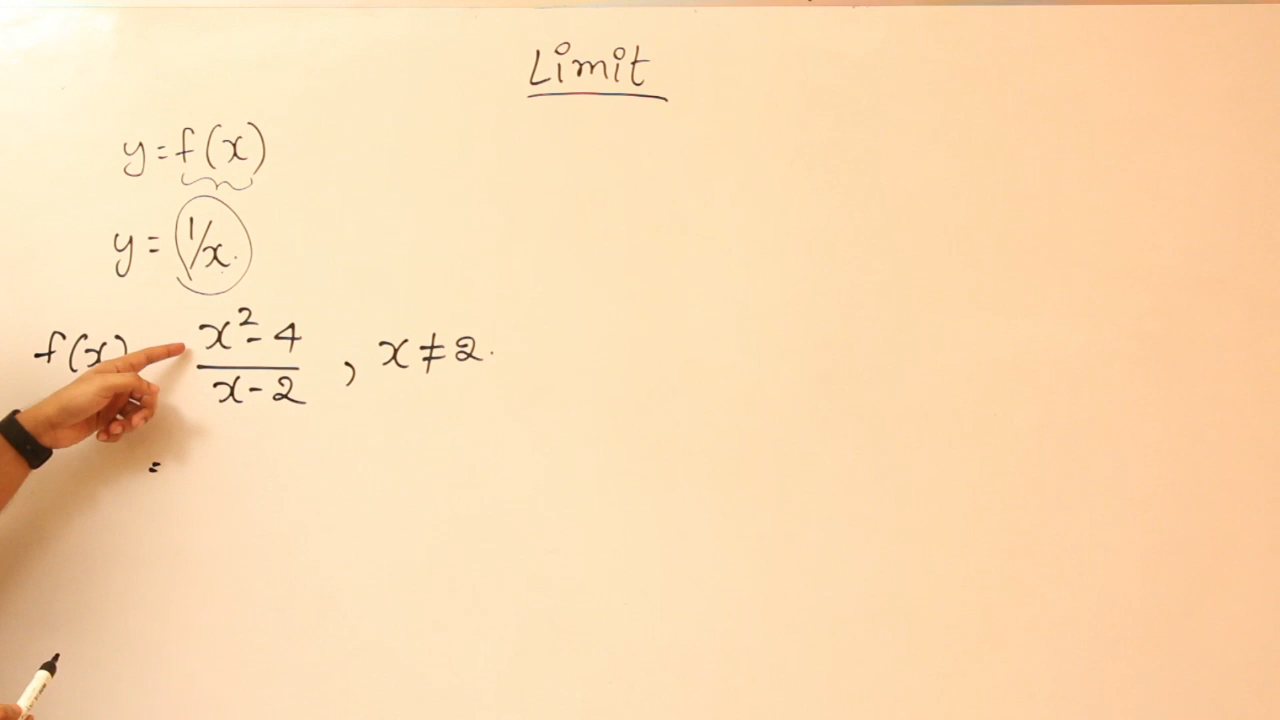 Limit
y = f(x)
y = 1/x.
f(x) x² - 4 / x - 2 , x ≠ 2.
=